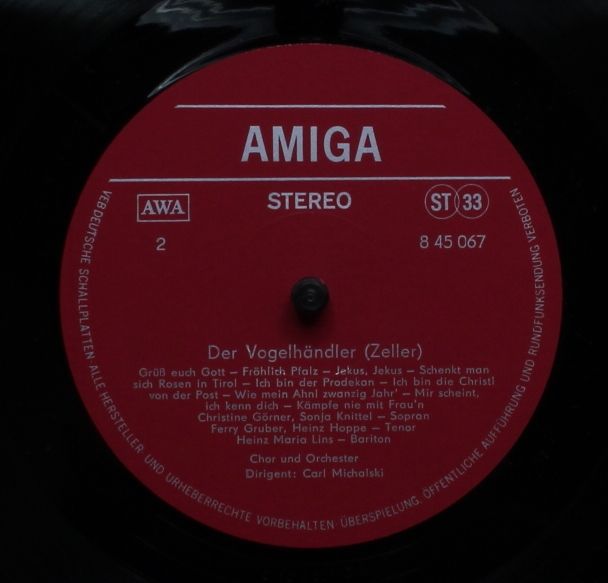 AMIGA
AWA
STEREO
ST 33
2
8 45 067
Der Vogelhändler (Zeller)
Grüß euch Gott – Fröhlich Pfalz – Jekus, Jekus – Schenkt man
sich Rosen in Tirol – Ich bin der Prodekan – Ich bin die Christl
von der Post – Wie mein Ahnl zwanzig Jahr' – Mir scheint,
ich kenn dich – Kämpfe nie mit Frau'n
Christine Görner, Sonja Knittel – Sopran
Ferry Gruber, Heinz Hoppe – Tenor
Heinz Maria Lins – Bariton
Chor und Orchester
Dirigent: Carl Michalski
VEB DEUTSCHE SCHALLPLATTEN ALLE HERSTELLER UND URHEBERRECHTE VORBEHALTEN ÜBERSPIELUNG, ÖFFENTLICHE AUFFÜHRUNG UND RUNDFUNKSENDUNG VERBOTEN